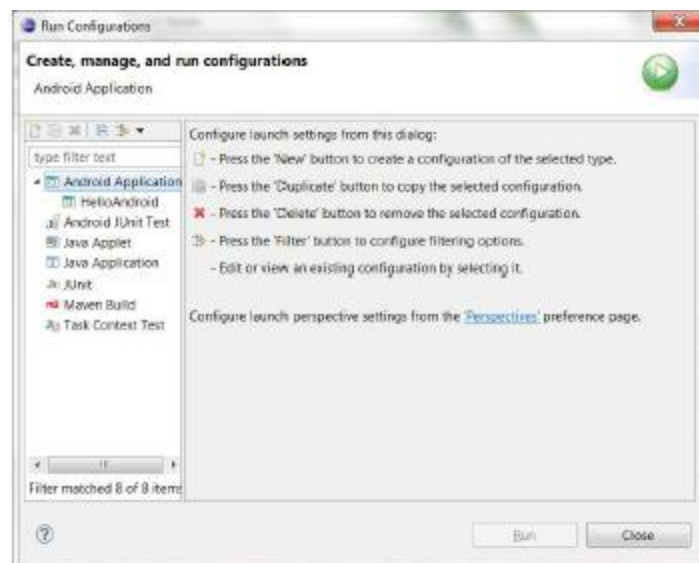 Run Configurations
Create, manage, and run configurations
Android Application
type filter text
Android Application
HelloAndroid
Android JUnit Test
Java Applet
Java Application
JUnit
Maven Build
Task Context Test
Filter matched 8 of 8 items
Configure launch settings from this dialog:
- Press the 'New' button to create a configuration of the selected type.
- Press the 'Duplicate' button to copy the selected configuration.
- Press the 'Delete' button to remove the selected configuration.
- Press the 'Filter' button to configure filtering options.
- Edit or view an existing configuration by selecting it.
Configure launch perspective settings from the 'Perspectives' preference page.
Run
Close